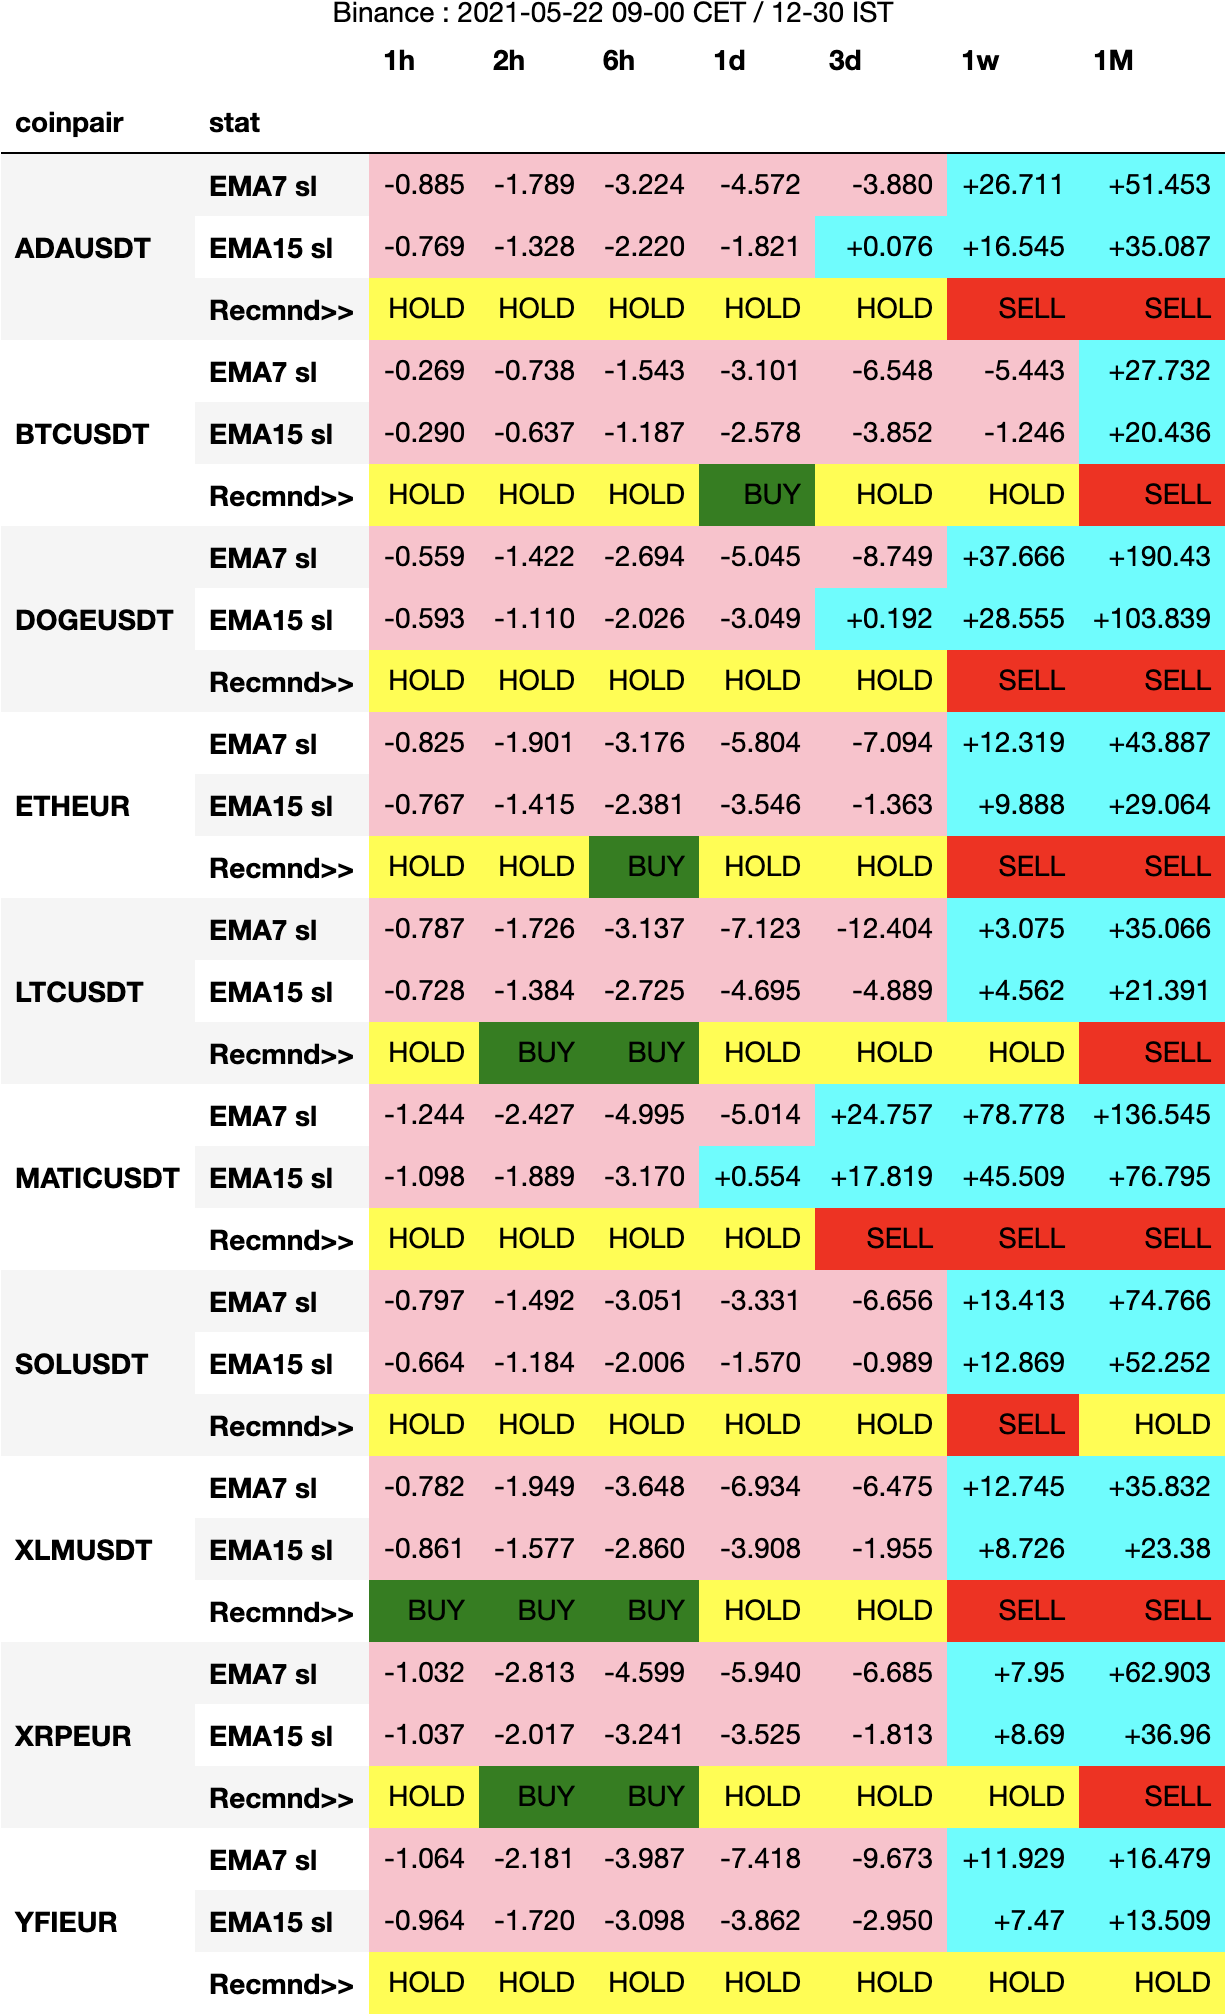 Binance : 2021-05-22 09-00 CET / 12-30 IST
1h 2h 6h 1d 3d 1w 1M
coinpair stat
EMA7 sl -0.885 -1.789 -3.224 -4.572 -3.880 +26.711 +51.453
ADAUSDT EMA15 sl -0.769 -1.328 -2.220 -1.821 +0.076 +16.545 +35.087
Recmnd>> HOLD HOLD HOLD HOLD HOLD SELL SELL
EMA7 sl -0.269 -0.738 -1.543 -3.101 -6.548 -5.443 +27.732
BTCUSDT EMA15 sl -0.290 -0.637 -1.187 -2.578 -3.852 -1.246 +20.436
Recmnd>> HOLD HOLD HOLD BUY HOLD HOLD SELL
EMA7 sl -0.559 -1.422 -2.694 -5.045 -8.749 +37.666 +190.43
DOGEUSDT EMA15 sl -0.593 -1.110 -2.026 -3.049 +0.192 +28.555 +103.839
Recmnd>> HOLD HOLD HOLD HOLD HOLD SELL SELL
EMA7 sl -0.825 -1.901 -3.176 -5.804 -7.094 +12.319 +43.887
ETHEUR EMA15 sl -0.767 -1.415 -2.381 -3.546 -1.363 +9.888 +29.064
Recmnd>> HOLD HOLD BUY HOLD HOLD SELL SELL
EMA7 sl -0.787 -1.726 -3.137 -7.123 -12.404 +3.075 +35.066
LTCUSDT EMA15 sl -0.728 -1.384 -2.725 -4.695 -4.889 +4.562 +21.391
Recmnd>> HOLD BUY BUY HOLD HOLD HOLD SELL
EMA7 sl -1.244 -2.427 -4.995 -5.014 +24.757 +78.778 +136.545
MATICUSDT EMA15 sl -1.098 -1.889 -3.170 +0.554 +17.819 +45.509 +76.795
Recmnd>> HOLD HOLD HOLD HOLD SELL SELL SELL
EMA7 sl -0.797 -1.492 -3.051 -3.331 -6.656 +13.413 +74.766
SOLUSDT EMA15 sl -0.664 -1.184 -2.006 -1.570 -0.989 +12.869 +52.252
Recmnd>> HOLD HOLD HOLD HOLD HOLD SELL HOLD
EMA7 sl -0.782 -1.949 -3.648 -6.934 -6.475 +12.745 +35.832
XLMUSDT EMA15 sl -0.861 -1.577 -2.860 -3.908 -1.955 +8.726 +23.38
Recmnd>> BUY BUY BUY HOLD HOLD SELL SELL
EMA7 sl -1.032 -2.813 -4.599 -5.940 -6.685 +7.95 +62.903
XRPEUR EMA15 sl -1.037 -2.017 -3.241 -3.525 -1.813 +8.69 +36.96
Recmnd>> HOLD BUY BUY HOLD HOLD HOLD SELL
EMA7 sl -1.064 -2.181 -3.987 -7.418 -9.673 +11.929 +16.479
YFIEUR EMA15 sl -0.964 -1.720 -3.098 -3.862 -2.950 +7.47 +13.509
Recmnd>> HOLD HOLD HOLD HOLD HOLD HOLD HOLD